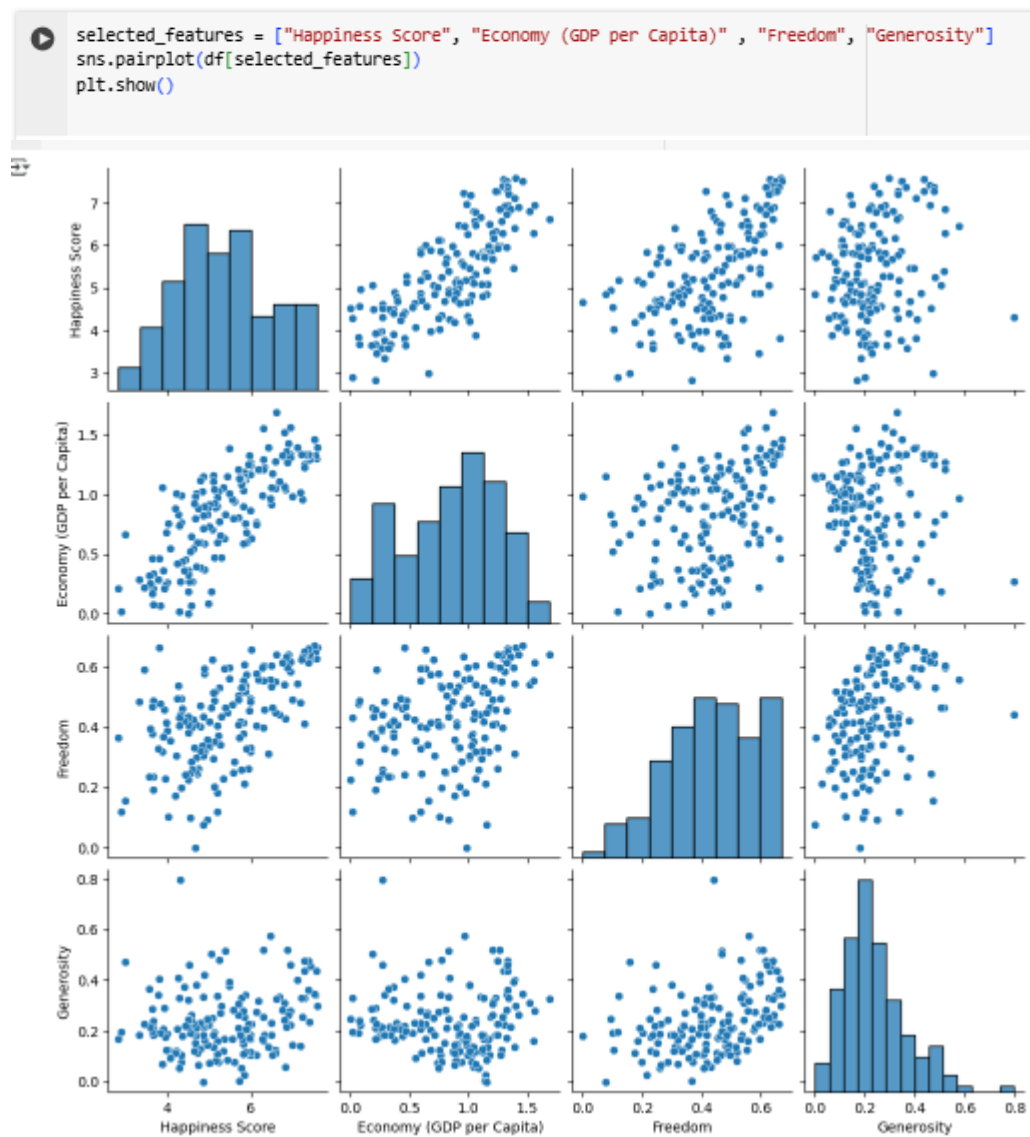 selected_features = ["Happiness Score", "Economy (GDP per Capita)" , "Freedom", "Generosity"]
sns.pairplot(df[selected_features])
plt.show()
7
6
5
4
3
Happiness Score
1.5
1.0
0.5
0.0
Economy (GDP per Capita)
0.6
0.4
0.2
0.0
Freedom
0.8
0.6
0.4
0.2
0.0
Generosity
4 6
Happiness Score
0.0 0.5 1.0 1.5
Economy (GDP per Capita)
0.0 0.2 0.4 0.6
Freedom
0.0 0.2 0.4 0.6 0.8
Generosity